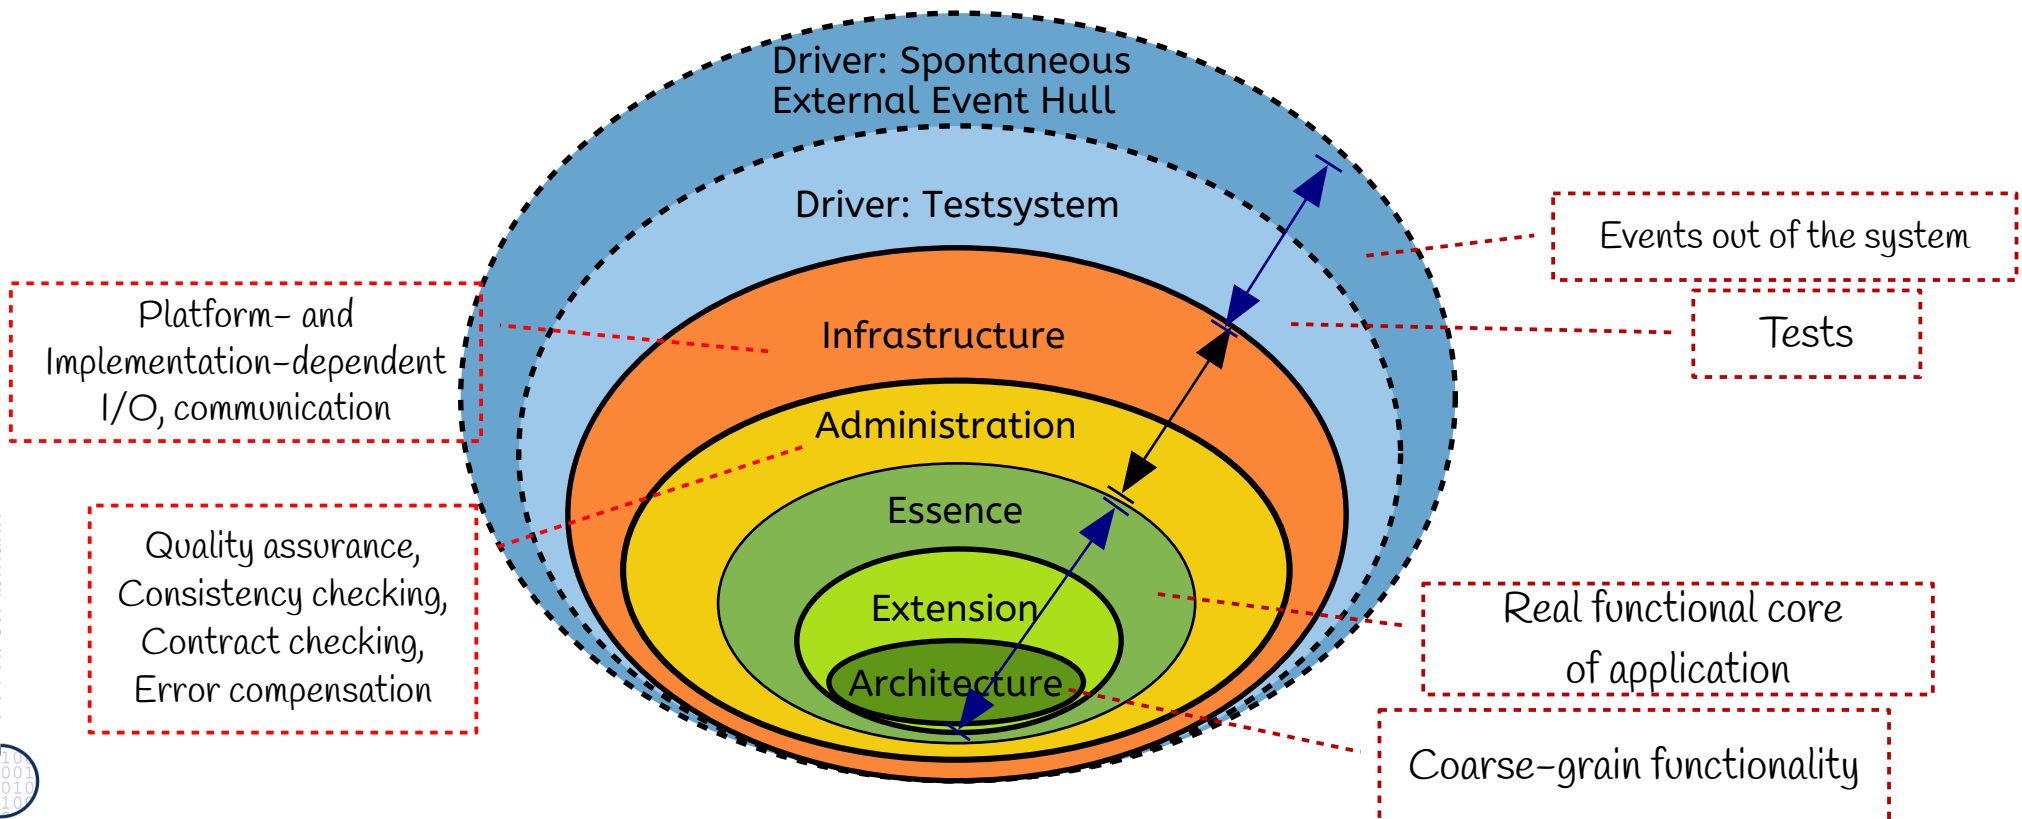 Driver: Spontaneous
External Event Hull
Driver: Testsystem
Events out of the system
Tests
Platform- and
Implementation-dependent
I/O, communication
Infrastructure
Administration
Essence
Quality assurance,
Consistency checking,
Contract checking,
Error compensation
Extension
Real functional core
of application
Architecture
Coarse-grain functionality